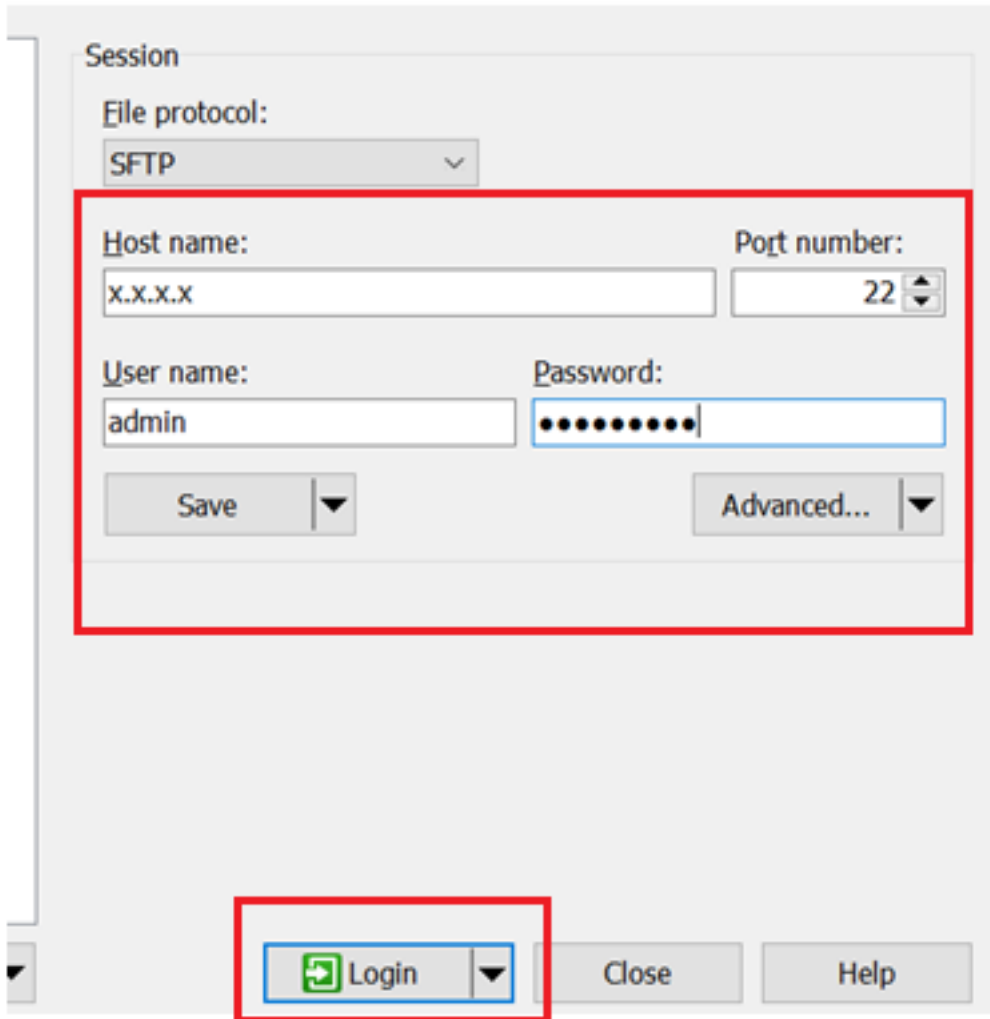 Session
File protocol:
SFTP
Host name: Port number:
x.x.x.x 22
User name: Password:
admin ●●●●●●●●●
Save Advanced...
Login Close Help